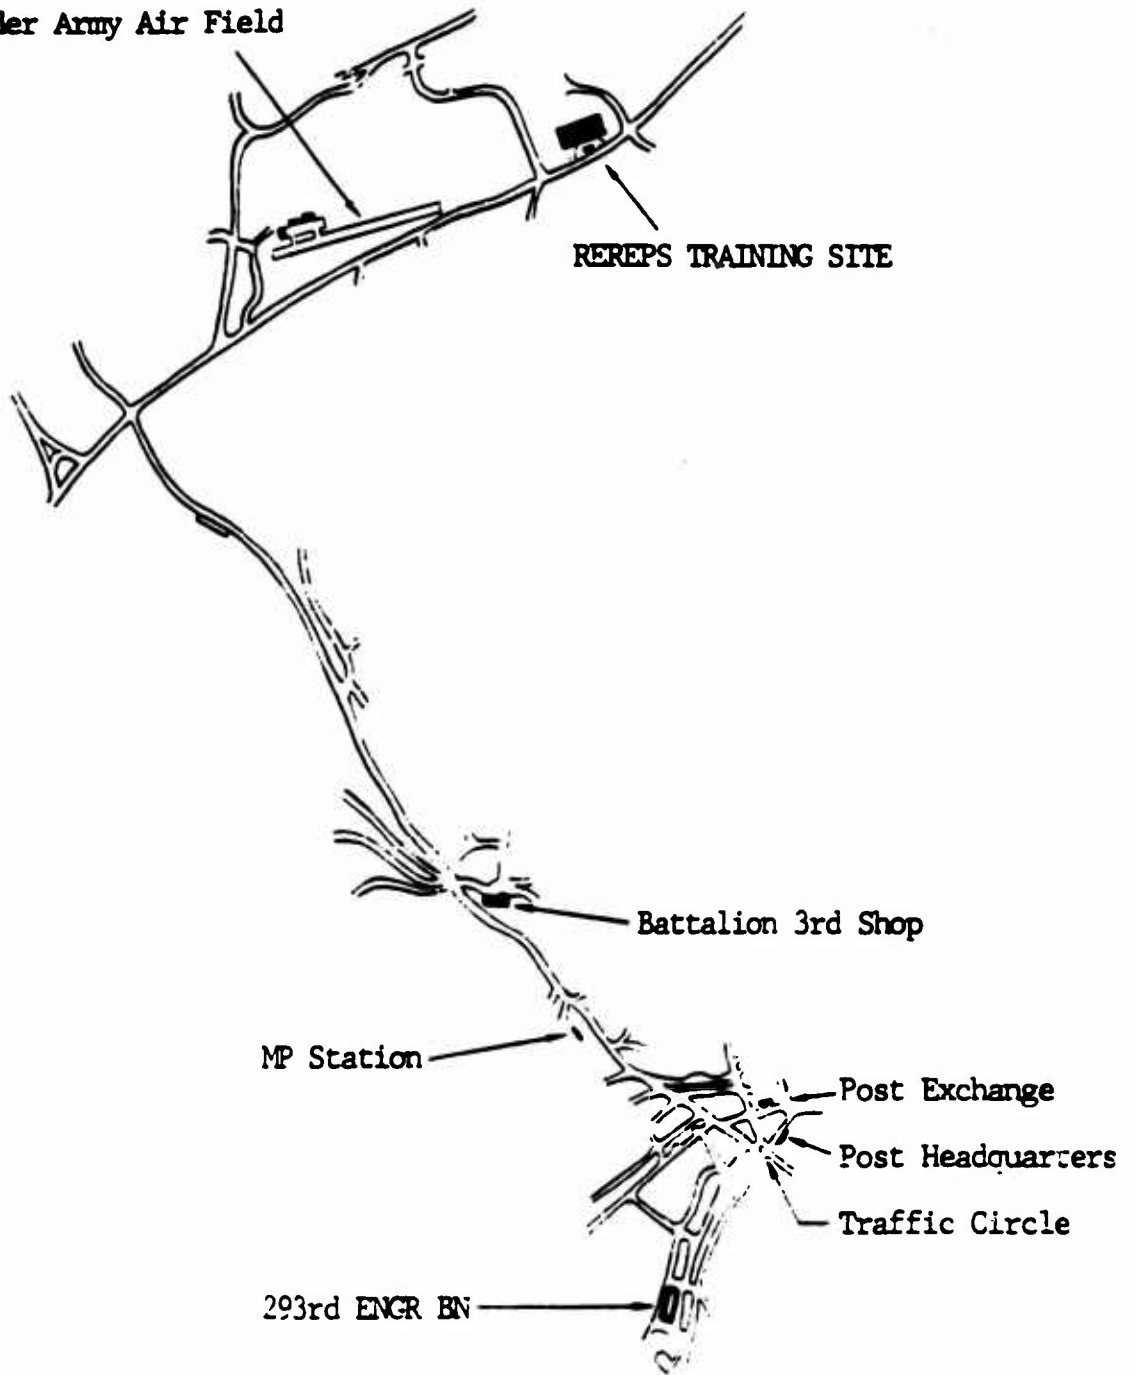 Army Air Field
REREPS TRAINING SITE
Battalion 3rd Shop
MP Station
Post Exchange
Post Headquarters
Traffic Circle
293rd ENGR BN